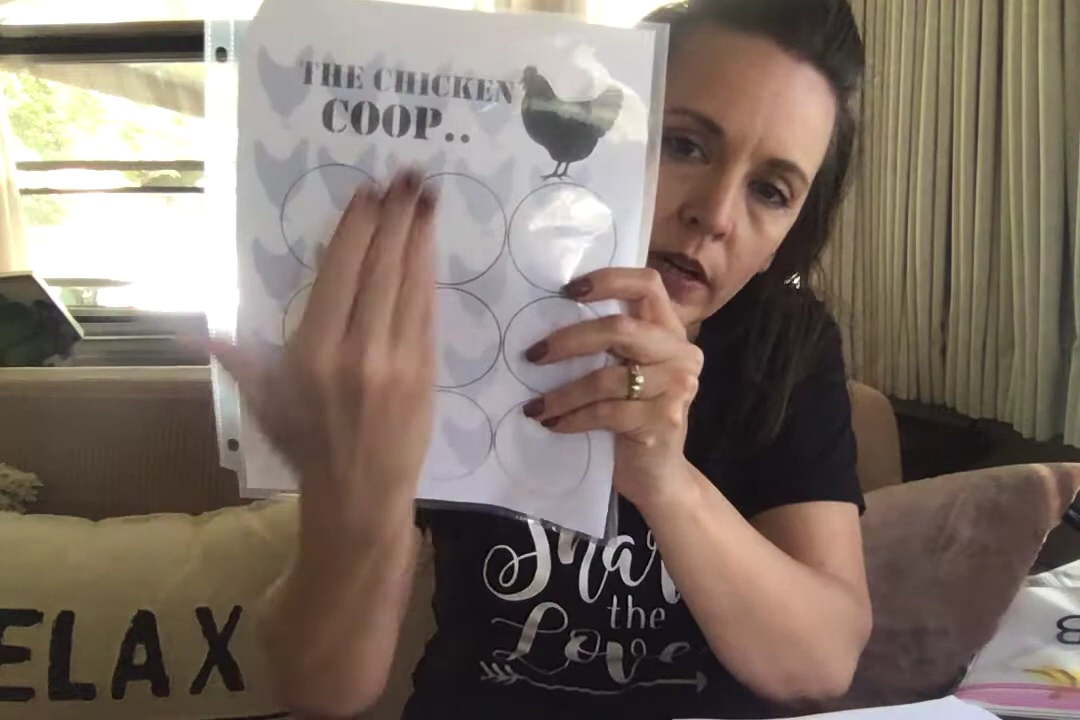 THE CHICKEN
COOP..
Share
the
Love
ELAX
B